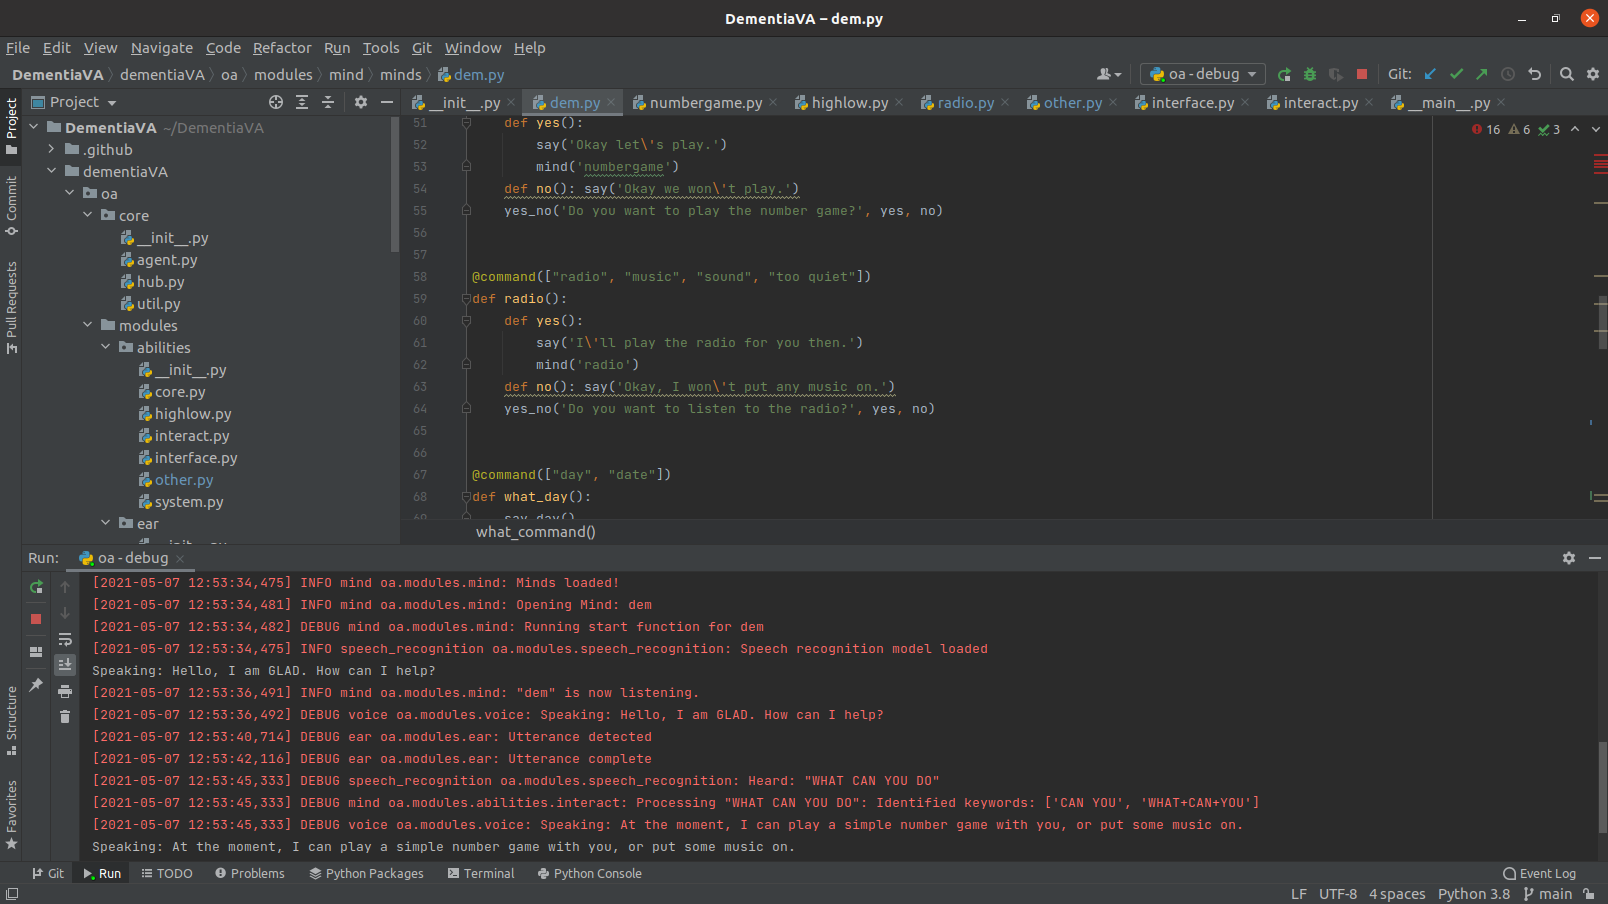 DementiaVA – dem.py
File Edit View Navigate Code Refactor Run Tools Git Window Help
DementiaVA dementiaVA oa modules mind minds dem.py oa - debug Git:
Project __init__.py dem.py numbergame.py highlow.py radio.py other.py interface.py interact.py __main__.py
Project
Commit
Pull Requests
Structure
Favorites
DementiaVA ~/DementiaVA
.github
dementiaVA
oa
core
__init__.py
agent.py
hub.py
util.py
modules
abilities
__init__.py
core.py
highlow.py
interact.py
interface.py
other.py
system.py
ear
16 6 3
51 def yes():
52 say('Okay let\'s play.')
53 mind('numbergame')
54 def no(): say('Okay we won\'t play.')
55 yes_no('Do you want to play the number game?', yes, no)
56
57
58 @command(["radio", "music", "sound", "too quiet"])
59 def radio():
60 def yes():
61 say('I\'ll play the radio for you then.')
62 mind('radio')
63 def no(): say('Okay, I won\'t put any music on.')
64 yes_no('Do you want to listen to the radio?', yes, no)
65
66
67 @command(["day", "date"])
68 def what_day():
69 say_day()
what_command()
Run: oa - debug
[2021-05-07 12:53:34,475] INFO mind oa.modules.mind: Minds loaded!
[2021-05-07 12:53:34,481] INFO mind oa.modules.mind: Opening Mind: dem
[2021-05-07 12:53:34,482] DEBUG mind oa.modules.mind: Running start function for dem
[2021-05-07 12:53:34,475] INFO speech_recognition oa.modules.speech_recognition: Speech recognition model loaded
Speaking: Hello, I am GLAD. How can I help?
[2021-05-07 12:53:36,491] INFO mind oa.modules.mind: "dem" is now listening.
[2021-05-07 12:53:36,492] DEBUG voice oa.modules.voice: Speaking: Hello, I am GLAD. How can I help?
[2021-05-07 12:53:40,714] DEBUG ear oa.modules.ear: Utterance detected
[2021-05-07 12:53:42,116] DEBUG ear oa.modules.ear: Utterance complete
[2021-05-07 12:53:45,333] DEBUG speech_recognition oa.modules.speech_recognition: Heard: "WHAT CAN YOU DO"
[2021-05-07 12:53:45,333] DEBUG mind oa.modules.abilities.interact: Processing "WHAT CAN YOU DO": Identified keywords: ['CAN YOU', 'WHAT+CAN+YOU']
[2021-05-07 12:53:45,333] DEBUG voice oa.modules.voice: Speaking: At the moment, I can play a simple number game with you, or put some music on.
Speaking: At the moment, I can play a simple number game with you, or put some music on.
Git Run TODO Problems Python Packages Terminal Python Console Event Log
LF UTF-8 4 spaces Python 3.8 main